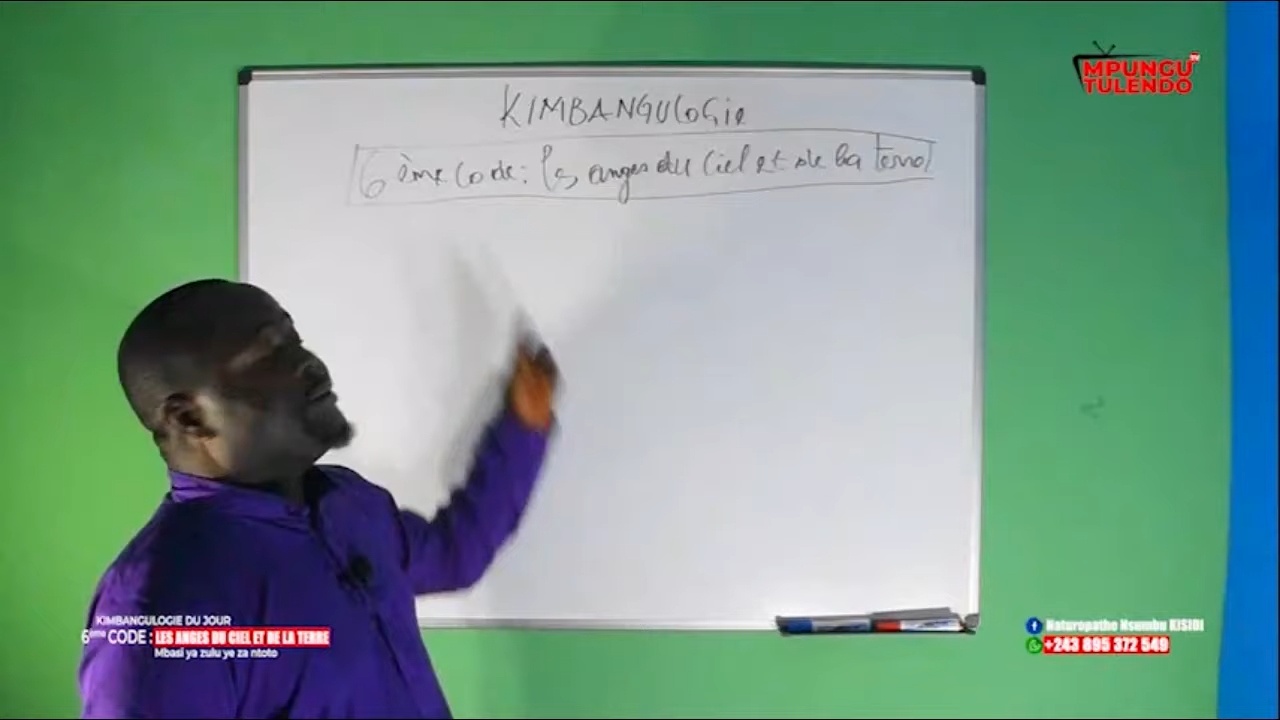 KIMBANGULOGie
6ème Code: les anges du Ciel et de la Terre
MPUNGU TV
TULENDO
KIMBANGULOGIE DU JOUR
6ème CODE : LES ANGES DU CIEL ET DE LA TERRE
Mbasi ya zulu ye za ntoto
Naturopathe Nsumbu KISIDI
+243 895 372 549